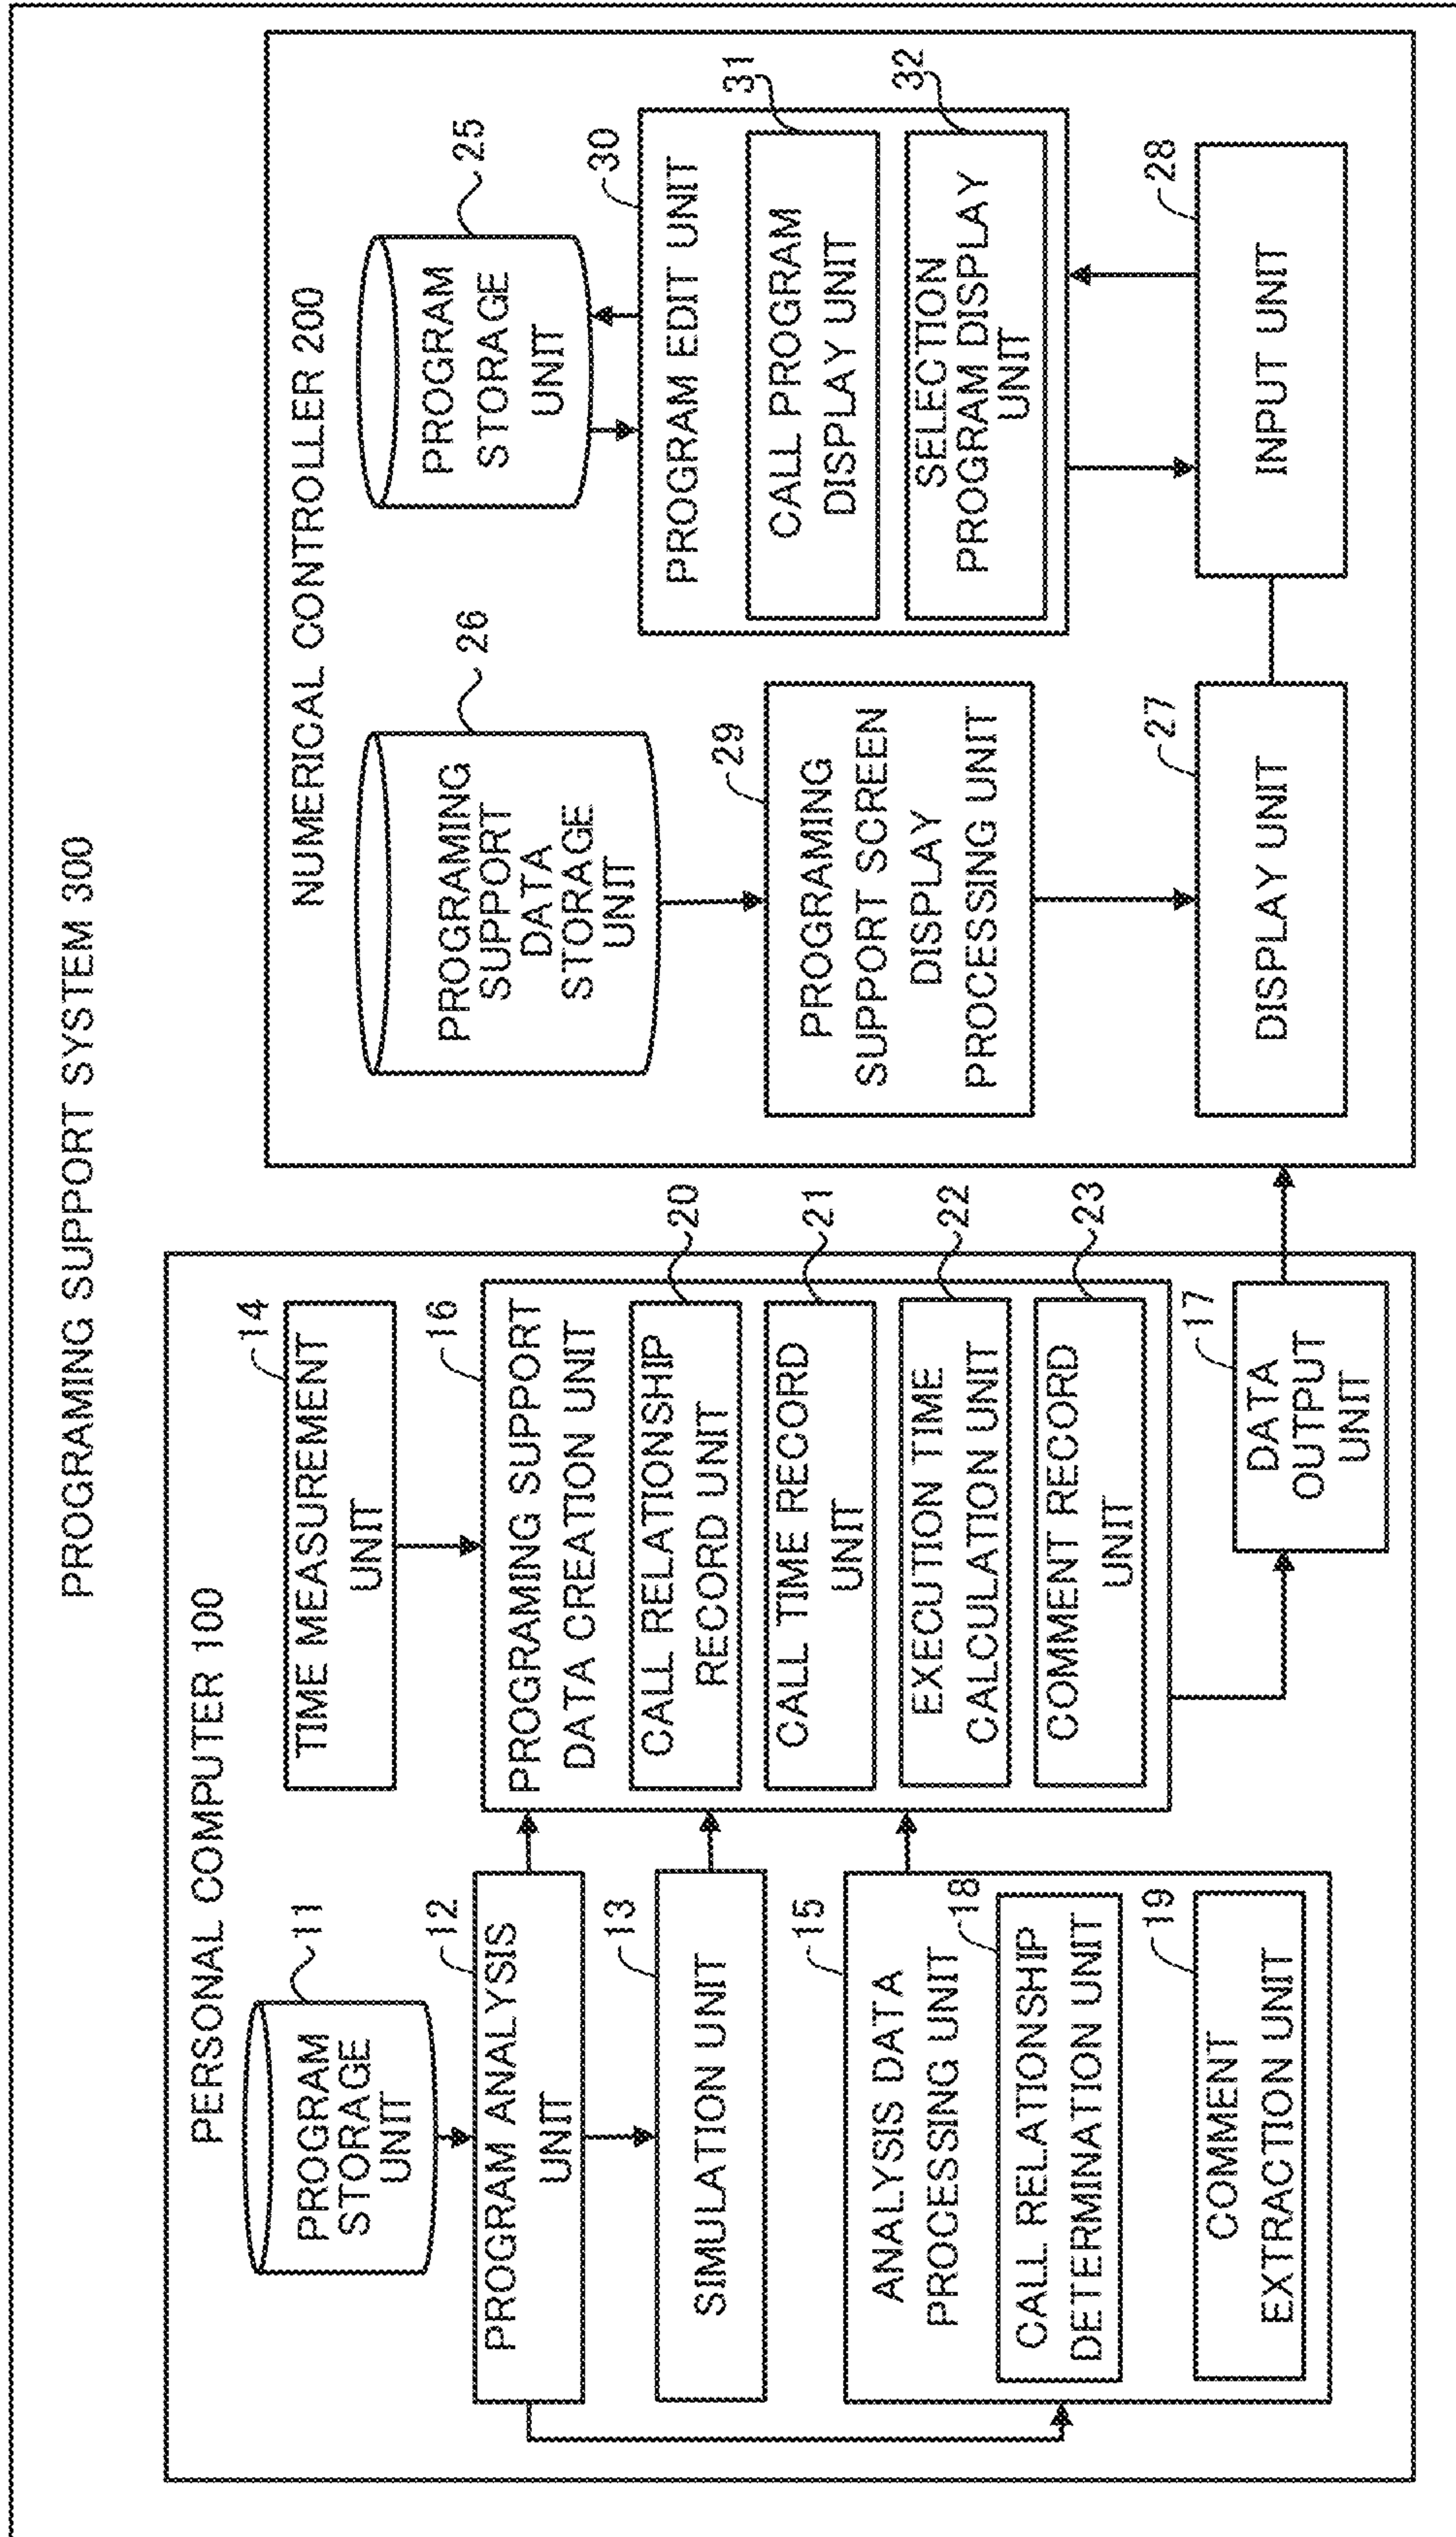 PROGRAMING SUPPORT SYSTEM 300
PERSONAL COMPUTER 100
11
PROGRAM
STORAGE
UNIT
12
PROGRAM ANALYSIS
UNIT
13
SIMULATION UNIT
15
ANALYSIS DATA
PROCESSING UNIT
18
CALL RELATIONSHIP
DETERMINATION UNIT
19
COMMENT
EXTRACTION UNIT
14
TIME MEASUREMENT
UNIT
16
PROGRAMING SUPPORT
DATA CREATION UNIT
20
CALL RELATIONSHIP
RECORD UNIT
21
CALL TIME RECORD
UNIT
22
EXECUTION TIME
CALCULATION UNIT
23
COMMENT RECORD
UNIT
17
DATA
OUTPUT
UNIT
NUMERICAL CONTROLLER 200
26
PROGRAMING
SUPPORT
DATA
STORAGE
UNIT
29
PROGRAMING
SUPPORT SCREEN
DISPLAY
PROCESSING UNIT
27
DISPLAY UNIT
25
PROGRAM
STORAGE
UNIT
30
PROGRAM EDIT UNIT
31
CALL PROGRAM
DISPLAY UNIT
32
SELECTION
PROGRAM DISPLAY
UNIT
28
INPUT UNIT